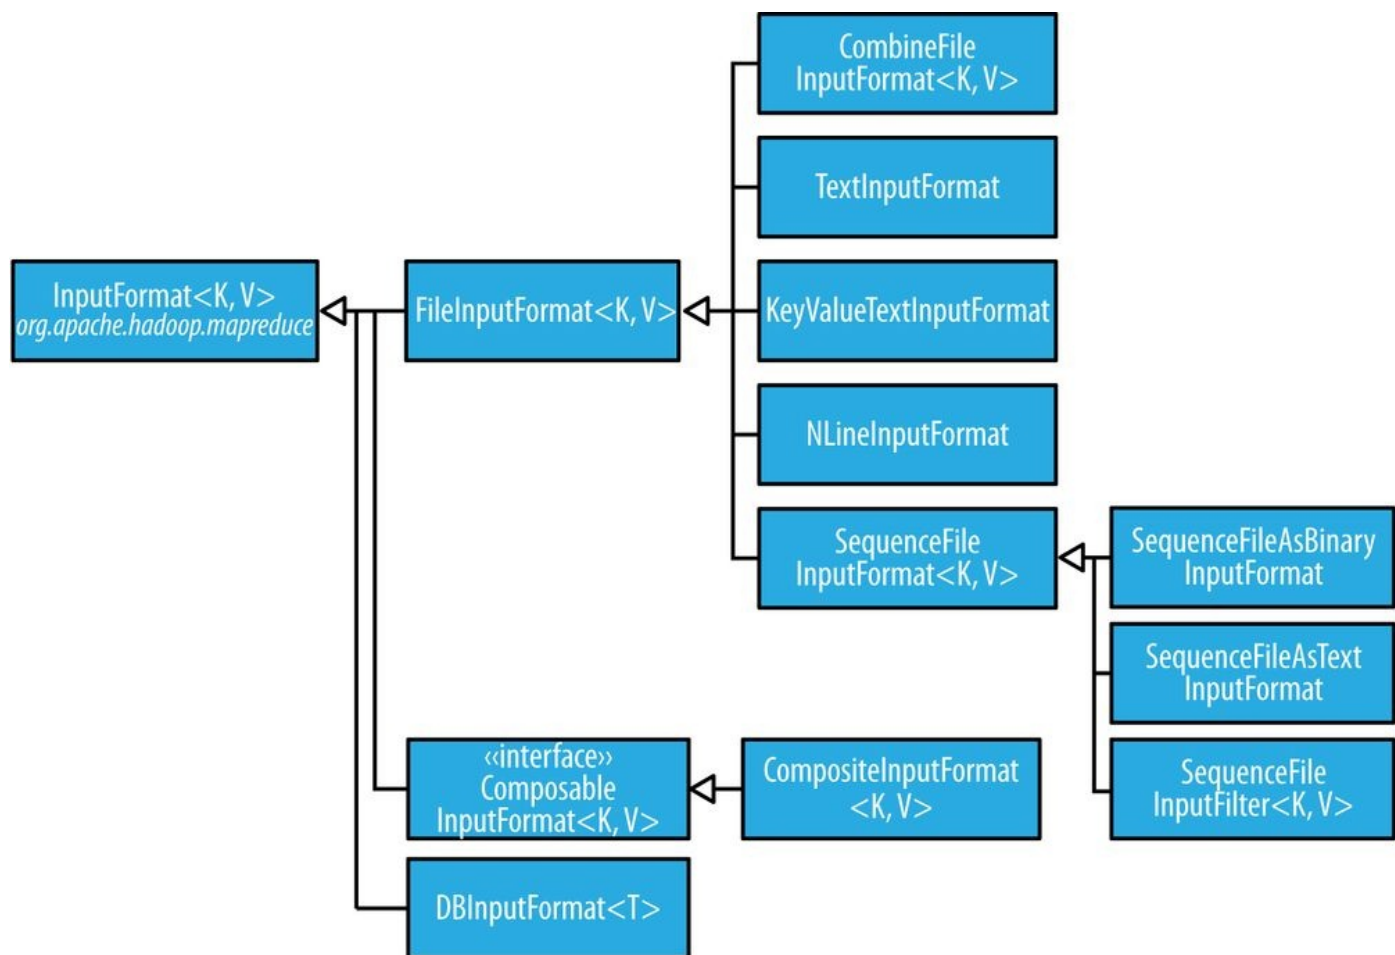 CombineFile
InputFormat<K, V>
TextInputFormat
InputFormat<K, V>
org.apache.hadoop.mapreduce
FileInputFormat<K, V>
KeyValueTextInputFormat
NLineInputFormat
SequenceFile
InputFormat<K, V>
SequenceFileAsBinary
InputFormat
SequenceFileAsText
InputFormat
«interface»
Composable
InputFormat<K, V>
CompositeInputFormat
<K, V>
SequenceFile
InputFilter<K, V>
DBInputFormat<T>